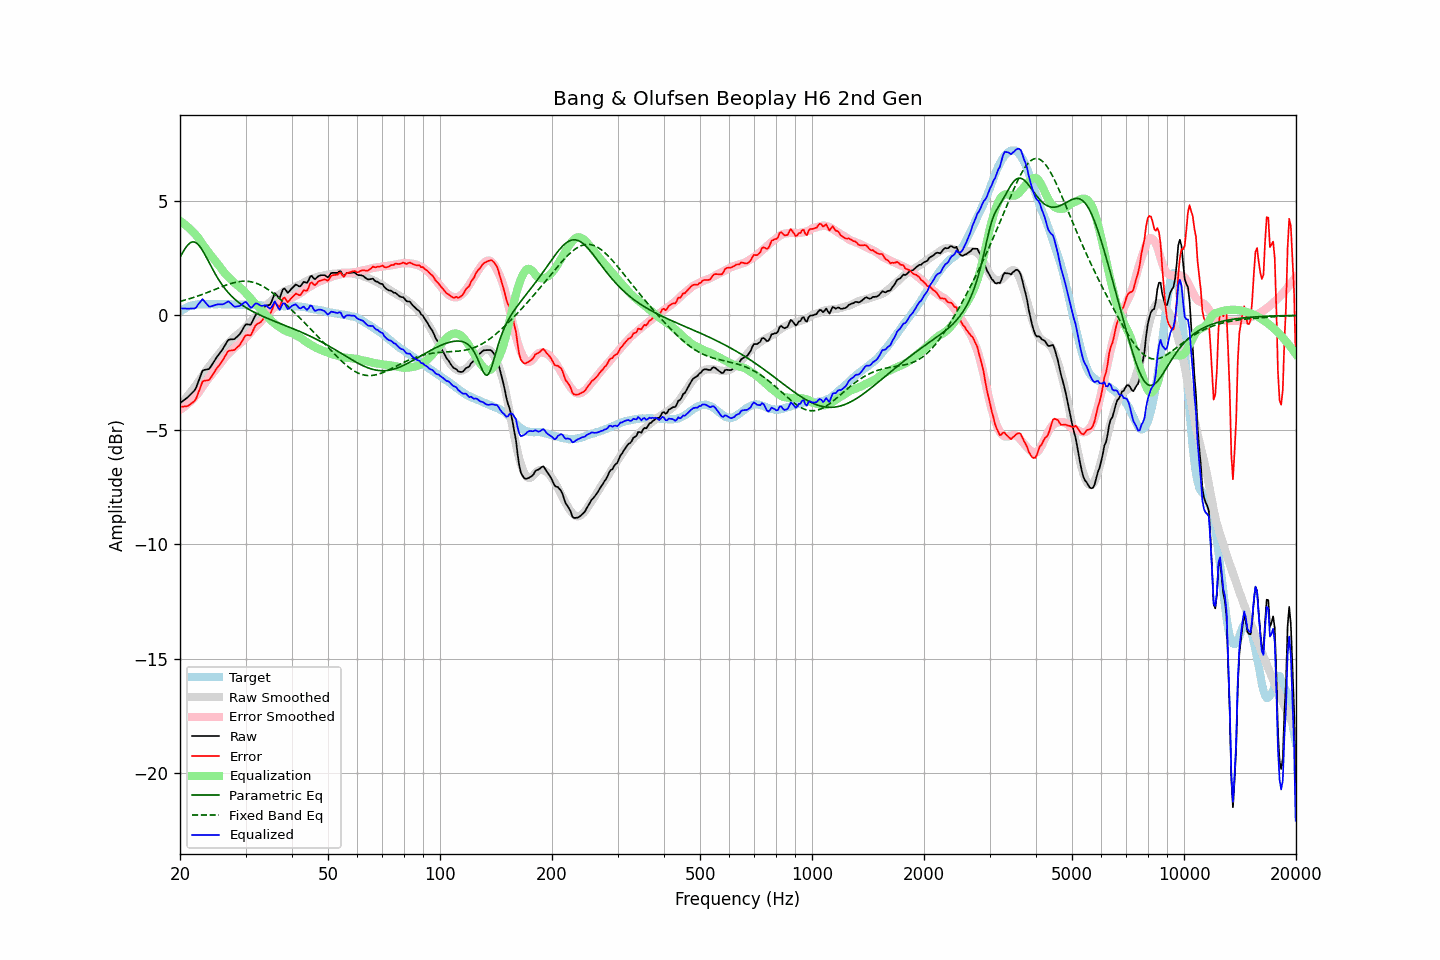 Bang & Olufsen Beoplay H6 2nd Gen
Amplitude (dBr)
5
0
−5
−10
−15
−20
Target
Raw Smoothed
Error Smoothed
Raw
Error
Equalization
Parametric Eq
Fixed Band Eq
Equalized
20 50 100 200 500 1000 2000 5000 10000 20000
Frequency (Hz)